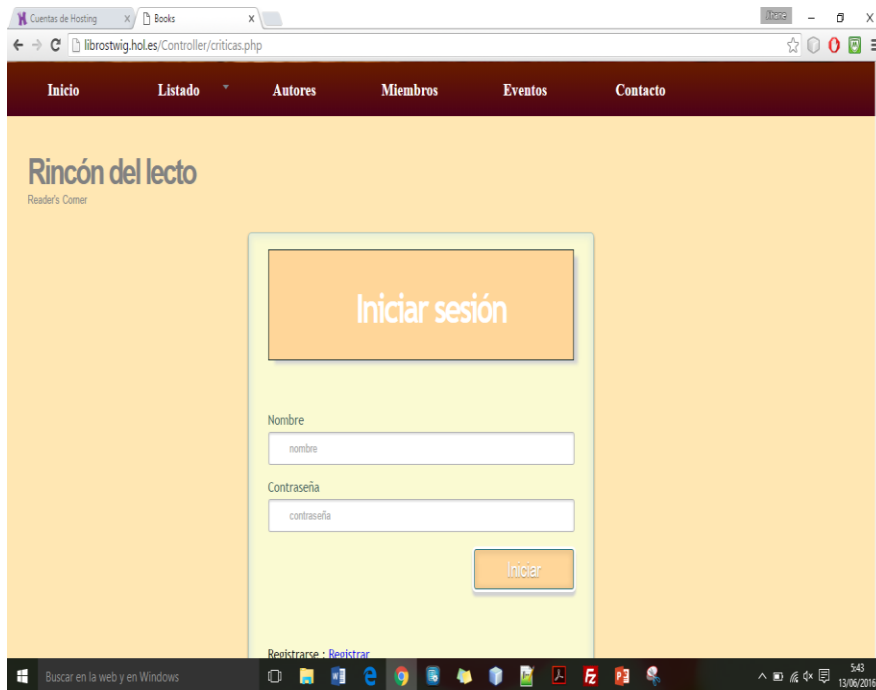 Cuentas de Hosting
Books
Jitane
librostwig.hol.es/Controller/criticas.php
Inicio Listado Autores Miembros Eventos Contacto
Rincón del lecto
Reader's Corner
Iniciar sesión
Nombre
nombre
Contraseña
contraseña
Iniciar
Registrarse : Registrar
Buscar en la web y en Windows
5:43
13/06/2016